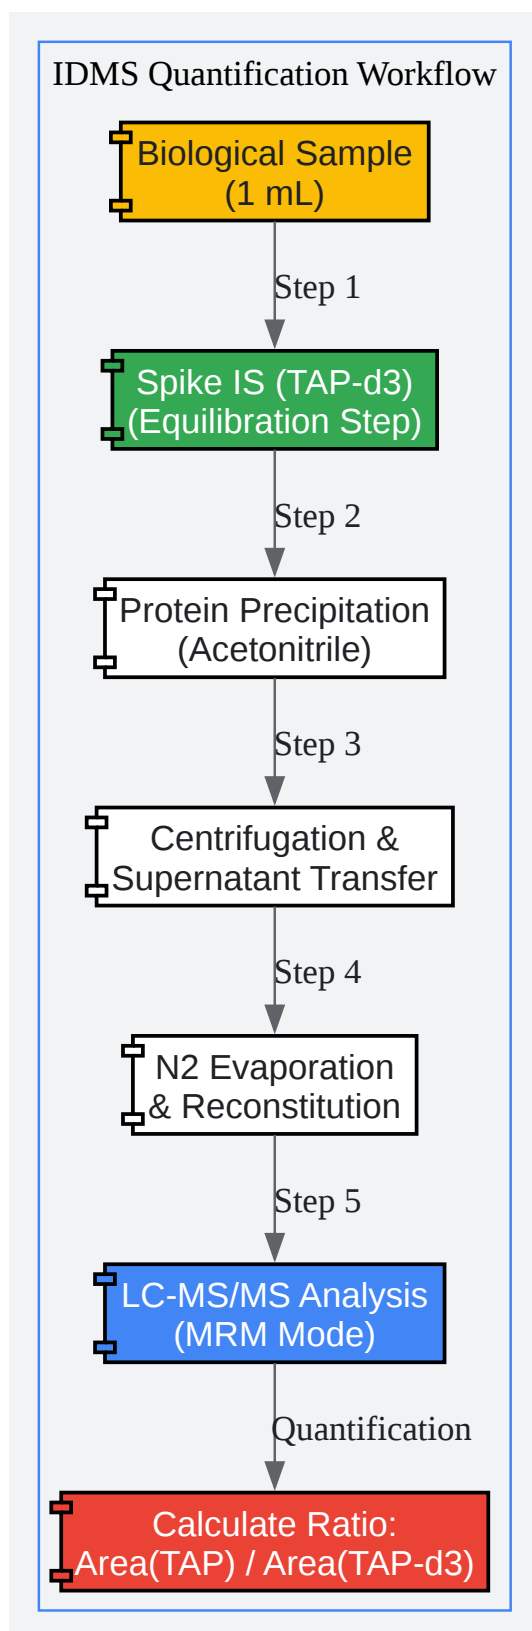 IDMS Quantification Workflow
Biological Sample
(1 mL)
Step 1
Spike IS (TAP-d3)
(Equilibration Step)
Step 2
Protein Precipitation
(Acetonitrile)
Step 3
Centrifugation &
Supernatant Transfer
Step 4
N2 Evaporation
& Reconstitution
Step 5
LC-MS/MS Analysis
(MRM Mode)
Quantification
Calculate Ratio:
Area(TAP) / Area(TAP-d3)